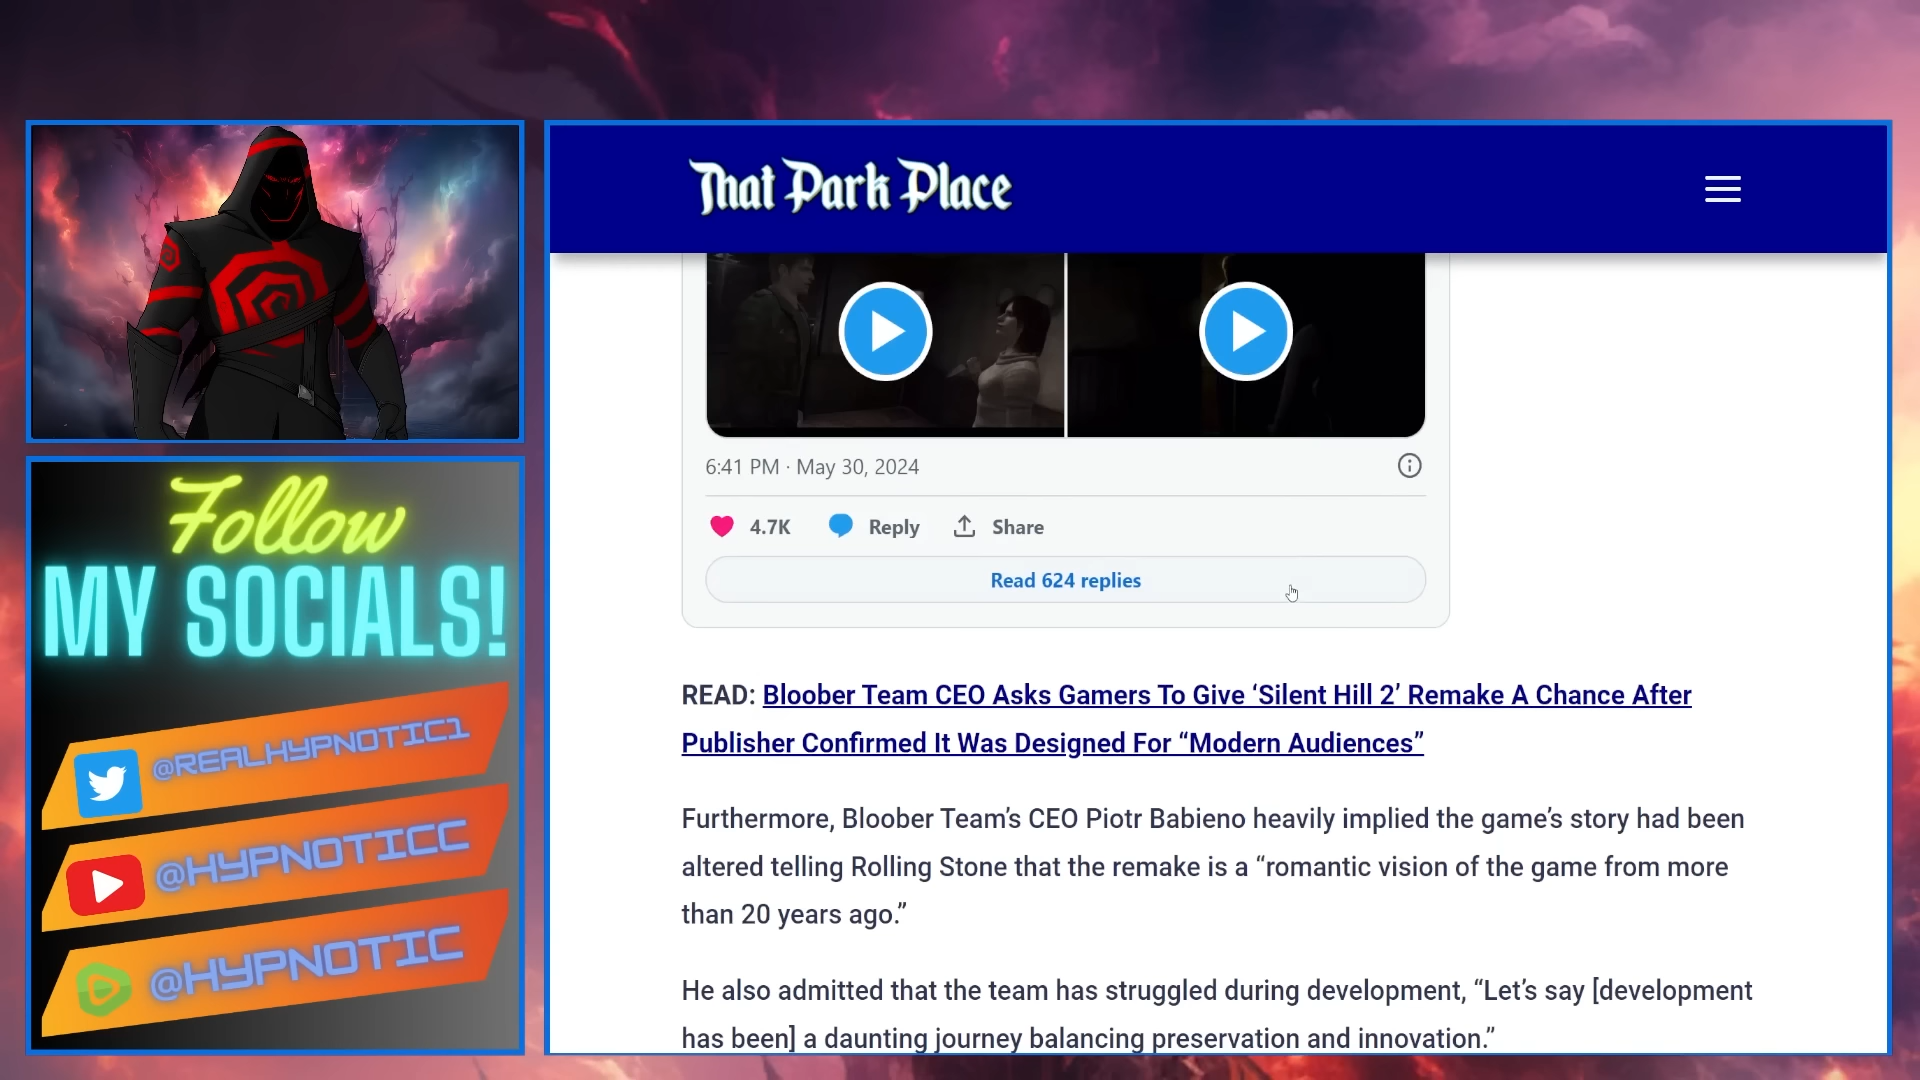 That Park Place
6:41 PM · May 30, 2024
4.7K Reply Share
Read 624 replies
READ: Bloober Team CEO Asks Gamers To Give ‘Silent Hill 2’ Remake A Chance After
Publisher Confirmed It Was Designed For “Modern Audiences”
Furthermore, Bloober Team’s CEO Piotr Babieno heavily implied the game’s story had been
altered telling Rolling Stone that the remake is a “romantic vision of the game from more
than 20 years ago.”
He also admitted that the team has struggled during development, “Let’s say [development
has been] a daunting journey balancing preservation and innovation.”
Follow
MY SOCIALS!
@REALHYPNOTIC1
@HYPNOTICC
@HYPNOTIC